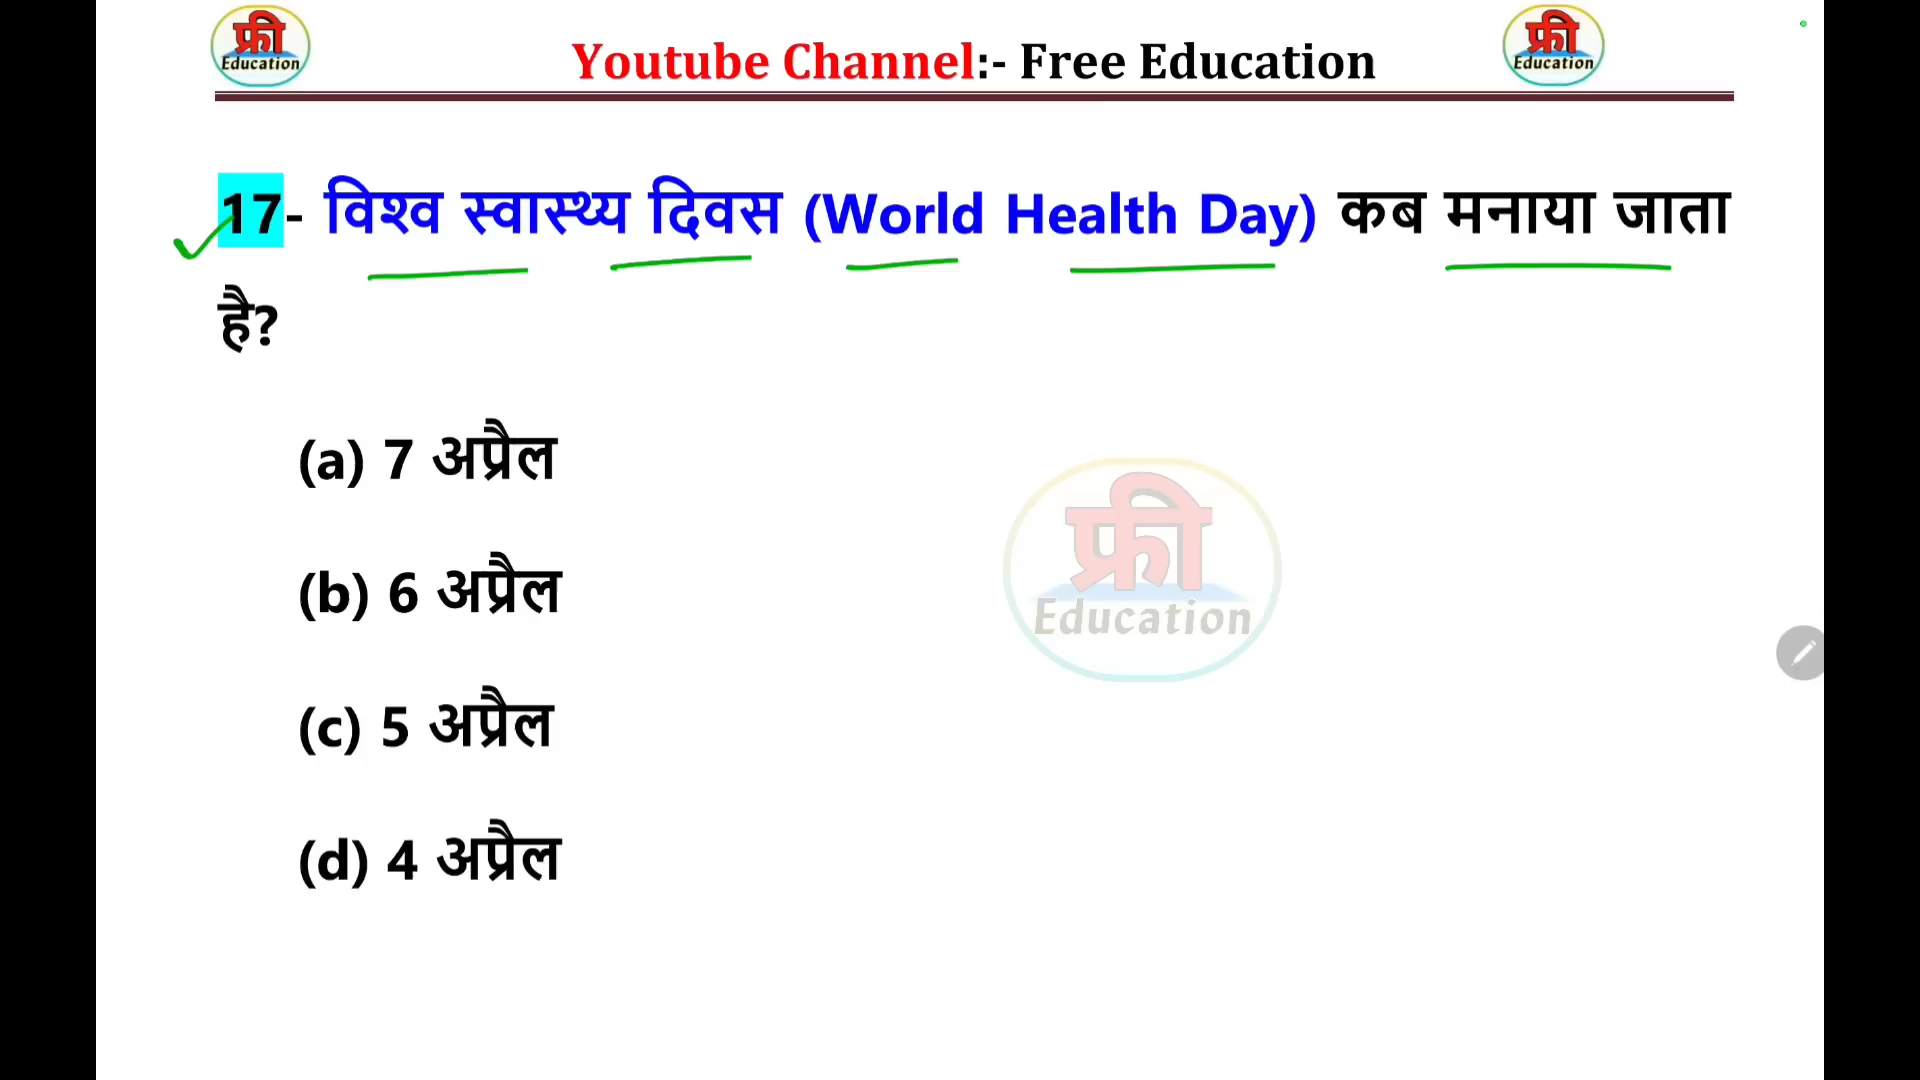 फ्री
Education
Youtube Channel:- Free Education
फ्री
Education
17- विश्व स्वास्थ्य दिवस (World Health Day) कब मनाया जाता
है?
(a) 7 अप्रैल
(b) 6 अप्रैल
(c) 5 अप्रैल
(d) 4 अप्रैल
फ्री
Education